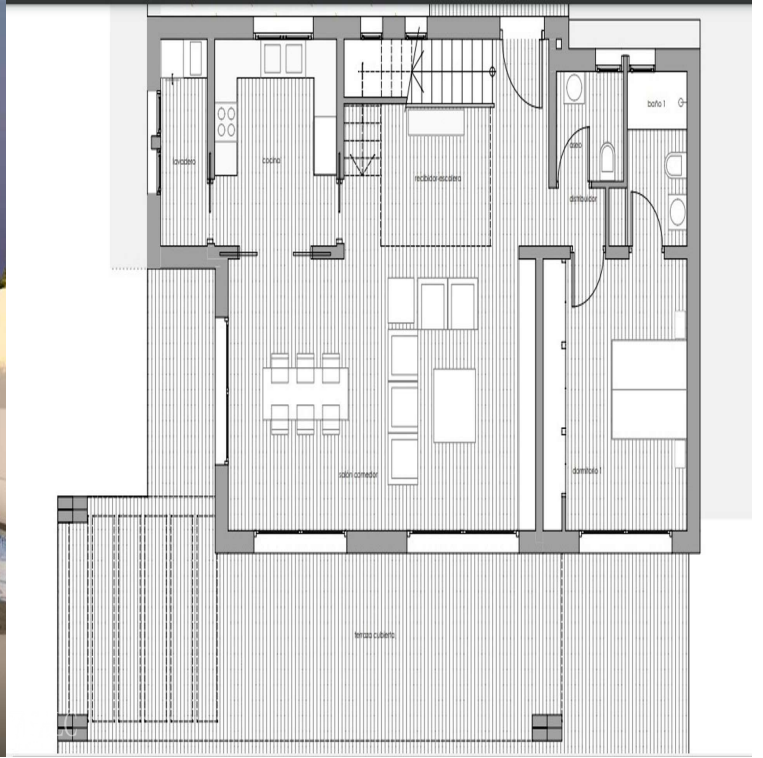 baño 1
aseo
lavadero
cocina
recibidor-escalera
distribuidor
salón comedor
dormitorio 1
terraza cubierta